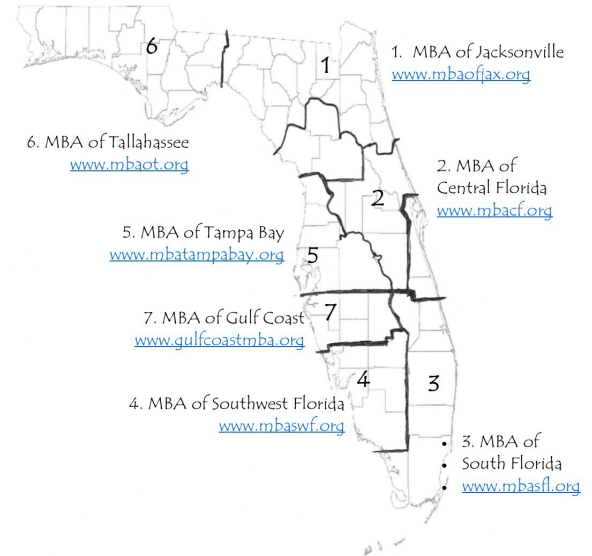 6
1
1. MBA of Jacksonville
www.mbaofjax.org
6. MBA of Tallahassee
www.mbaot.org
2. MBA of
Central Florida
www.mbacf.org
2
5. MBA of Tampa Bay
www.mbatampabay.org
5
7. MBA of Gulf Coast
www.gulfcoastmba.org
7
4
3
4. MBA of Southwest Florida
www.mbaswf.org
3. MBA of
South Florida
www.mbasfl.org